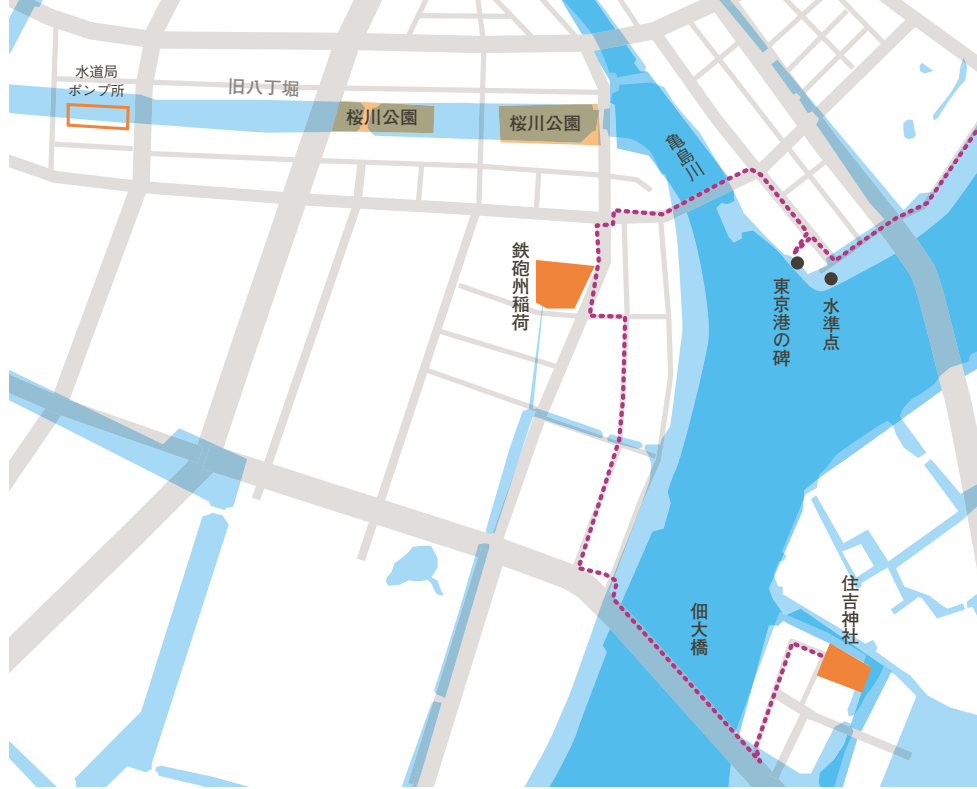 水道局
ポンプ所
旧八丁堀
桜川公園
桜川公園
亀島川
鉄砲州稲荷
東京港の碑
水準点
佃大橋
住吉神社